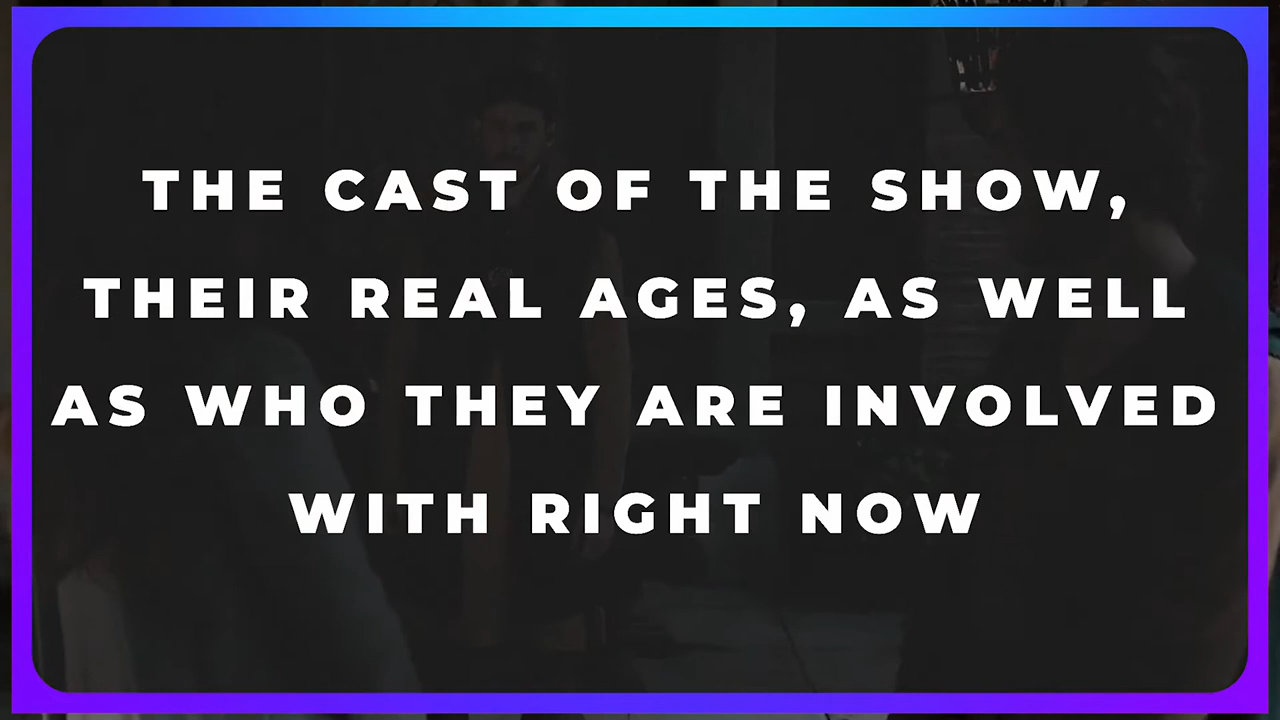 THE CAST OF THE SHOW,
THEIR REAL AGES, AS WELL
AS WHO THEY ARE INVOLVED
WITH RIGHT NOW